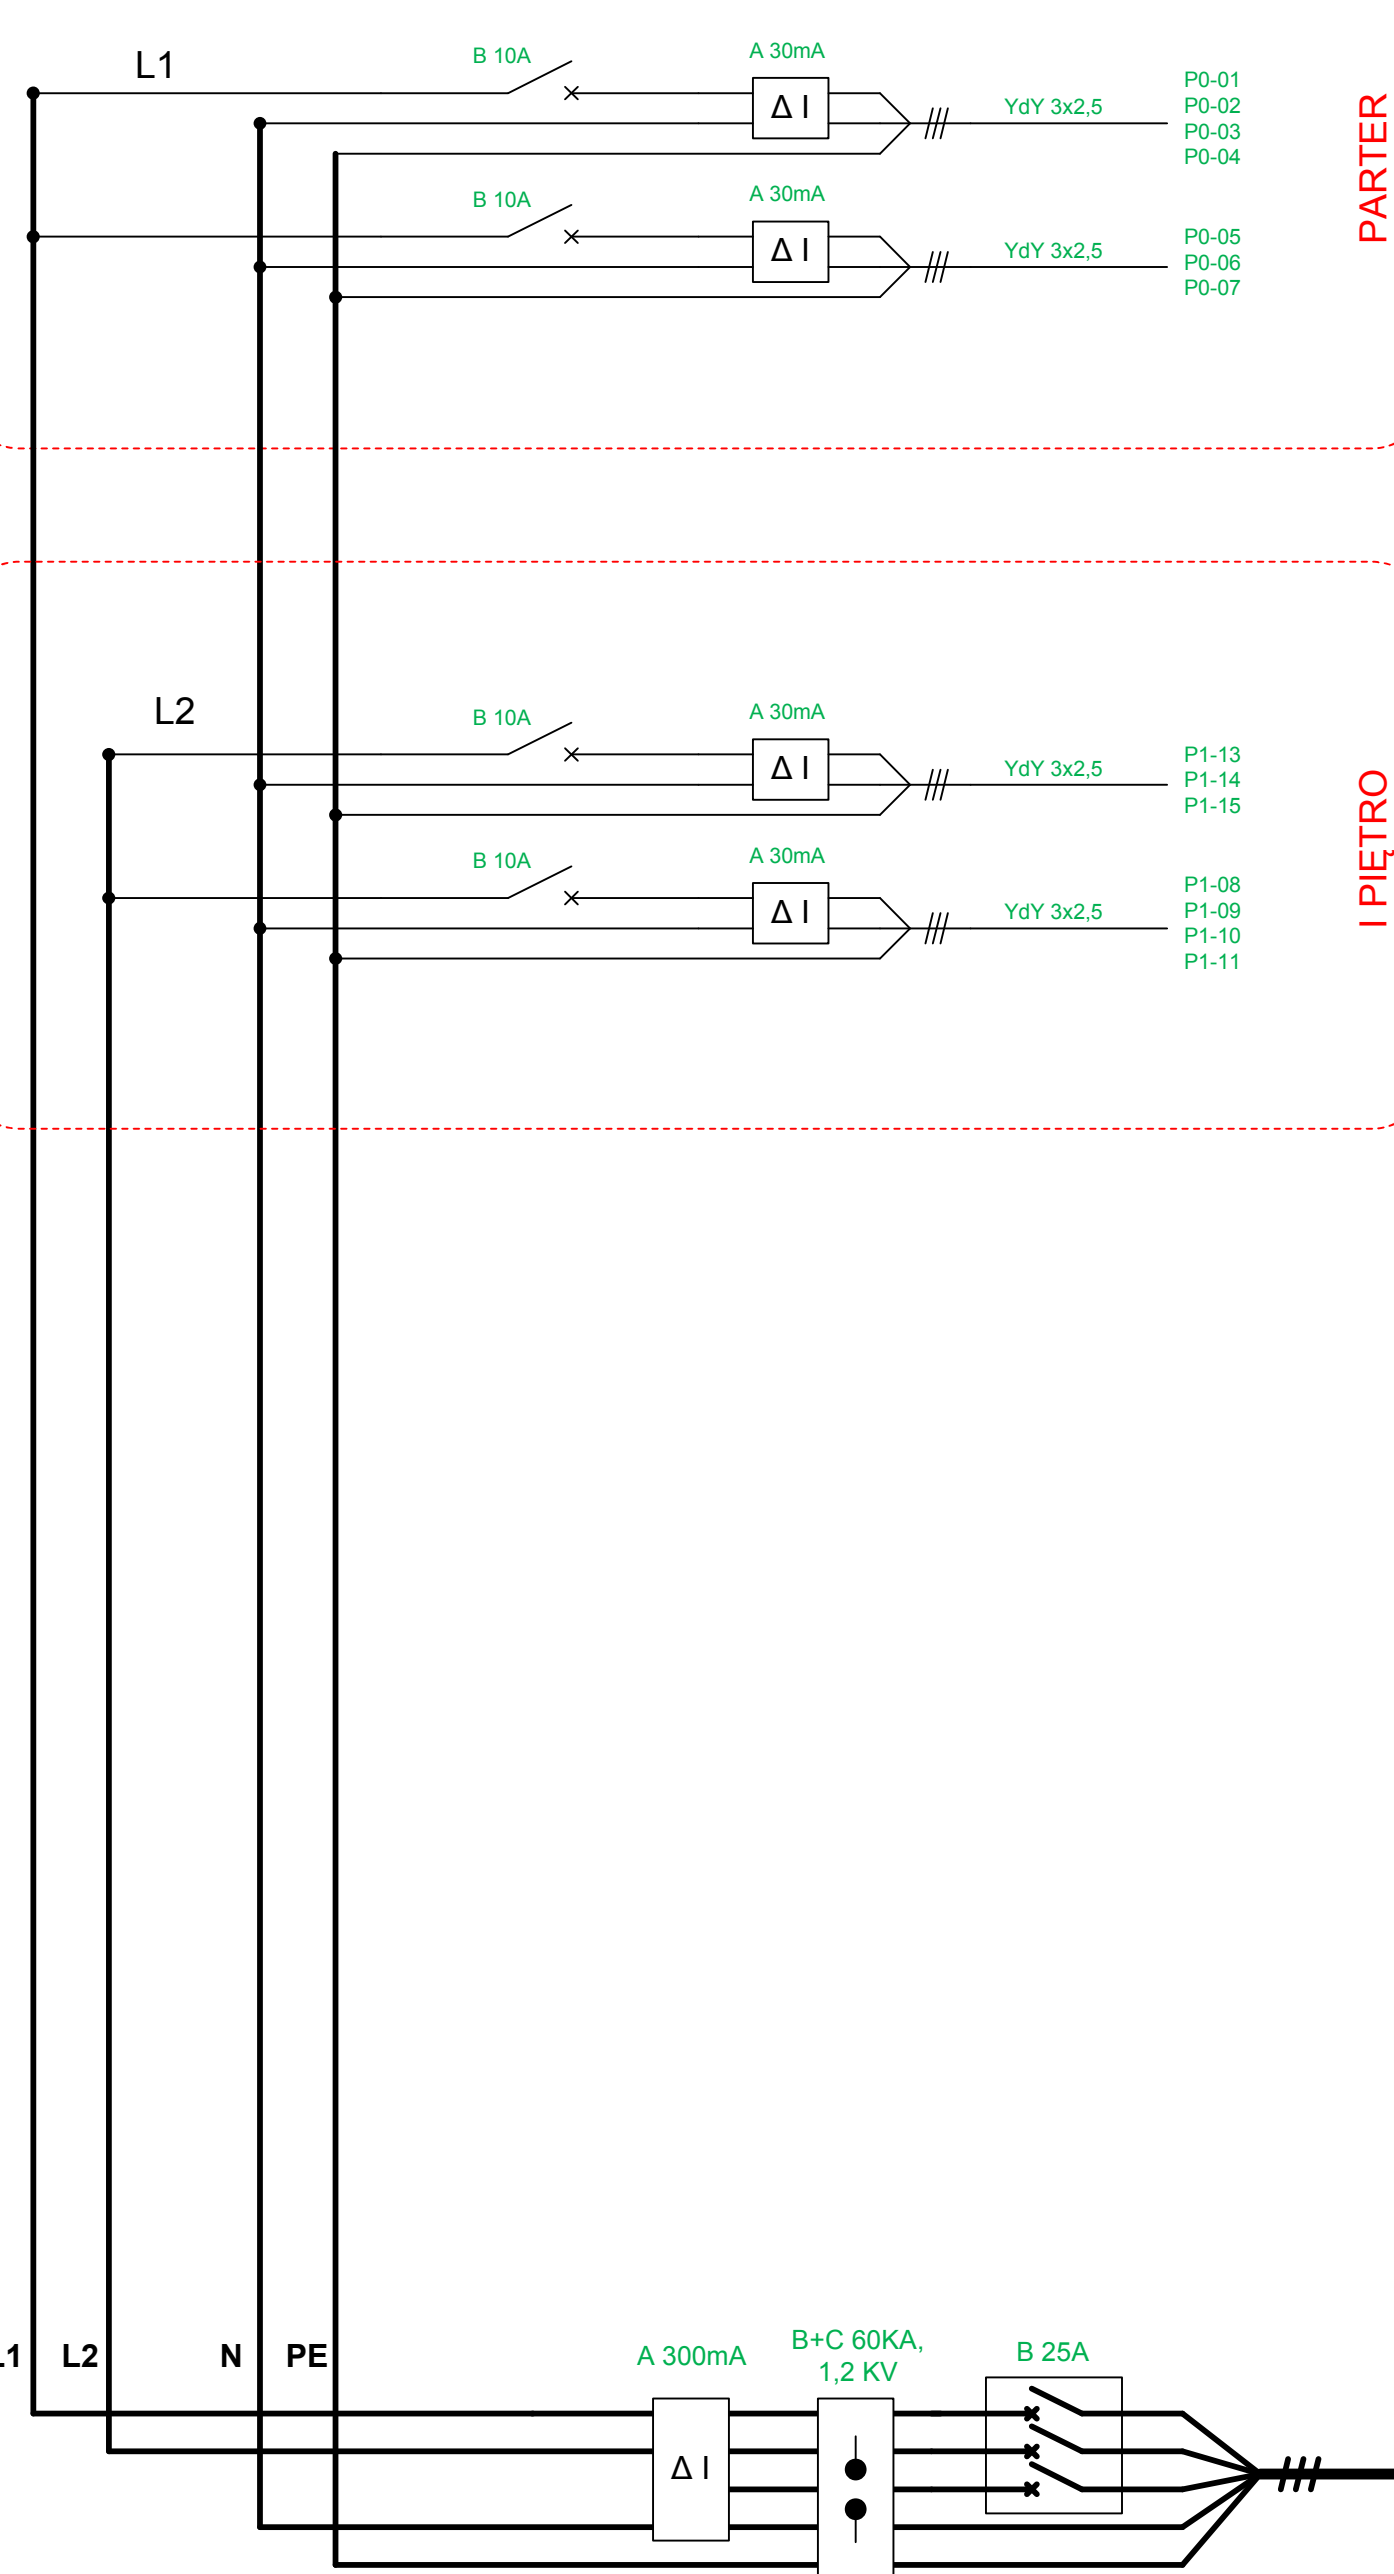 L1
B 10A
A 30mA
Δ I
YdY 3x2,5
P0-01
P0-02
P0-03
P0-04
PARTER
B 10A
A 30mA
Δ I
YdY 3x2,5
P0-05
P0-06
P0-07
L2
B 10A
A 30mA
Δ I
YdY 3x2,5
P1-13
P1-14
P1-15
I PIĘTRO
B 10A
A 30mA
Δ I
YdY 3x2,5
P1-08
P1-09
P1-10
P1-11
L1 L2 N PE
A 300mA
B+C 60KA,
1,2 KV
B 25A
Δ I